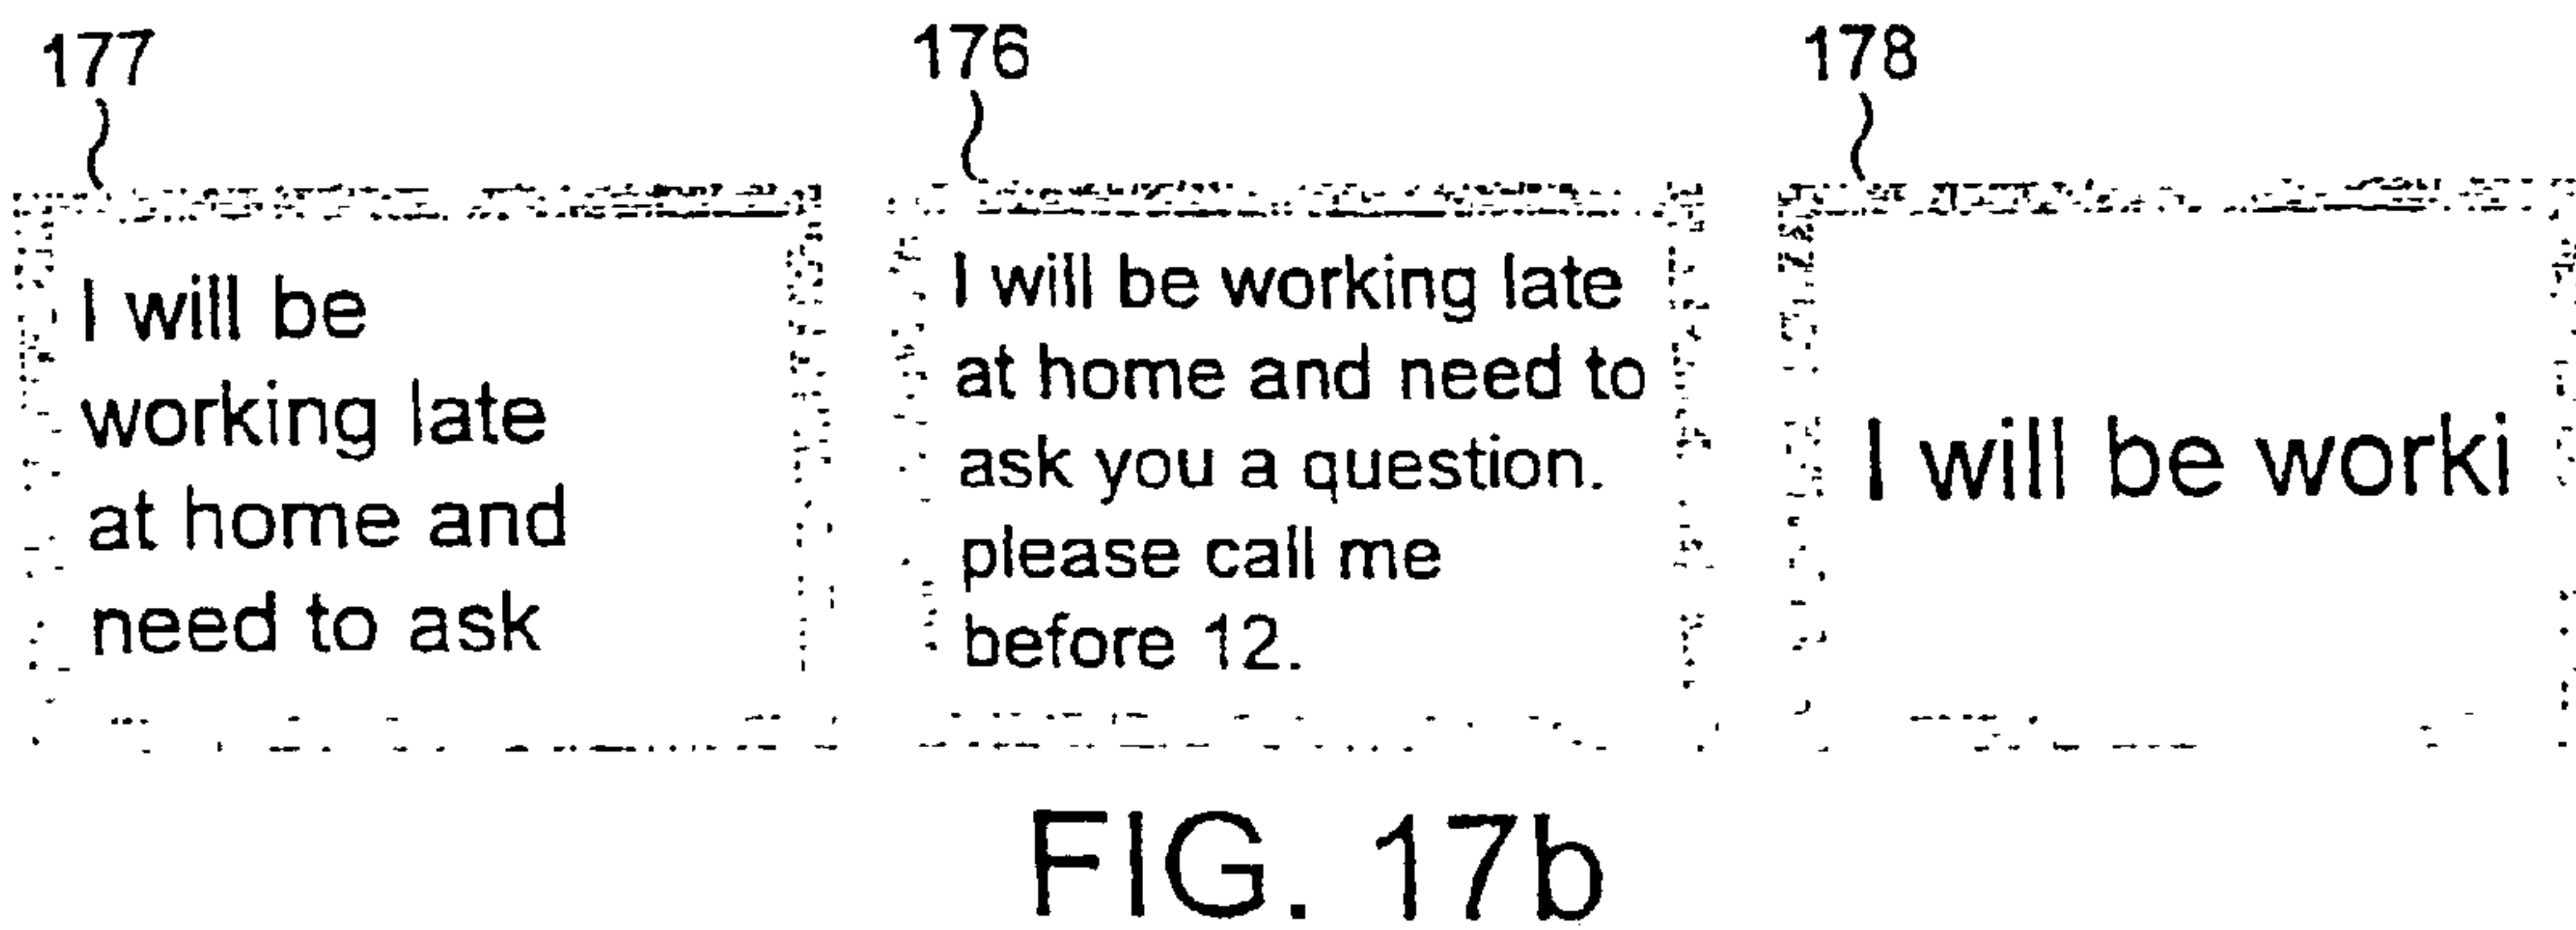 177
176
178
I will be
working late
at home and
need to ask
I will be working late
at home and need to
ask you a question.
please call me
before 12.
I will be worki
FIG. 17b